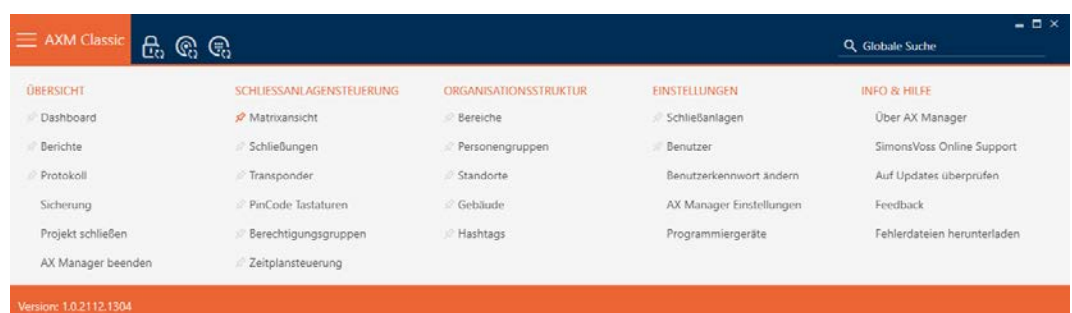 AXM Classic
Globale Suche
ÜBERSICHT
Dashboard
Berichte
Protokoll
Sicherung
Projekt schließen
AX Manager beenden
SCHLIESSANLAGENSTEUERUNG
Matrixansicht
Schließungen
Transponder
PinCode Tastaturen
Berechtigungsgruppen
Zeitplansteuerung
ORGANISATIONSSTRUKTUR
Bereiche
Personengruppen
Standorte
Gebäude
Hashtags
EINSTELLUNGEN
Schließanlagen
Benutzer
Benutzerkennwort ändern
AX Manager Einstellungen
Programmiergeräte
INFO & HILFE
Über AX Manager
SimonsVoss Online Support
Auf Updates überprüfen
Feedback
Fehlerdateien herunterladen
Version: 1.0.2112.1304